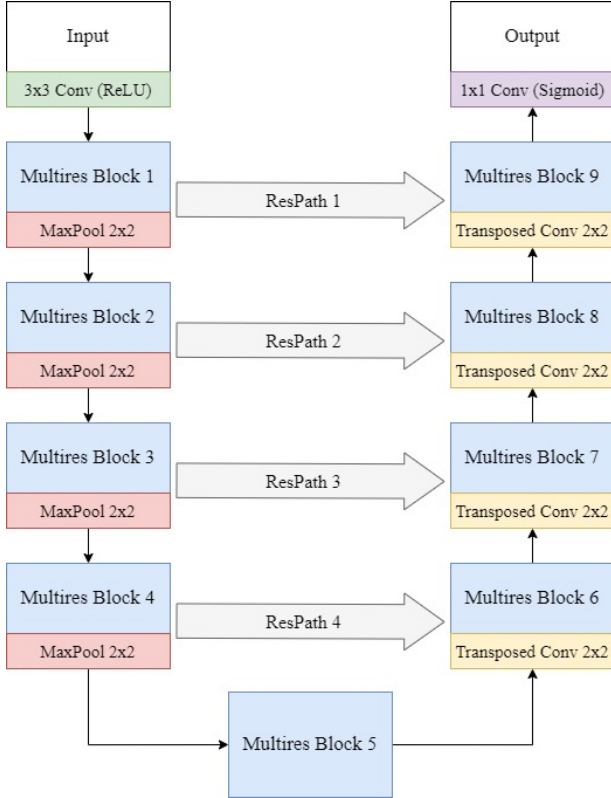 Input
Output
3x3 Conv (ReLU)
1x1 Conv (Sigmoid)
Multires Block 1
ResPath 1
Multires Block 9
MaxPool 2x2
Transposed Conv 2x2
Multires Block 2
ResPath 2
Multires Block 8
MaxPool 2x2
Transposed Conv 2x2
Multires Block 3
ResPath 3
Multires Block 7
MaxPool 2x2
Transposed Conv 2x2
Multires Block 4
ResPath 4
Multires Block 6
MaxPool 2x2
Transposed Conv 2x2
Multires Block 5